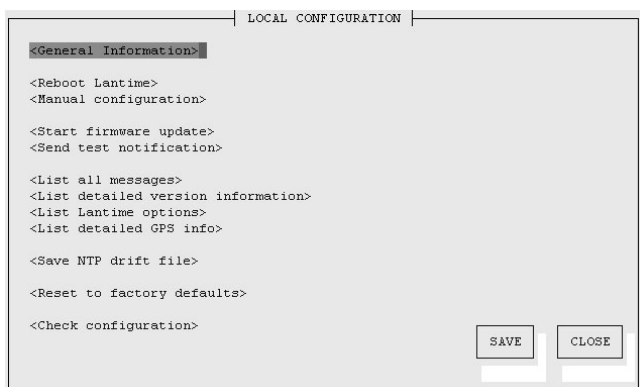 LOCAL CONFIGURATION
<General Information>
<Reboot Lantime>
<Manual configuration>
<Start firmware update>
<Send test notification>
<List all messages>
<List detailed version information>
<List Lantime options>
<List detailed GPS info>
<Save NTP drift file>
<Reset to factory defaults>
<Check configuration>
SAVE CLOSE